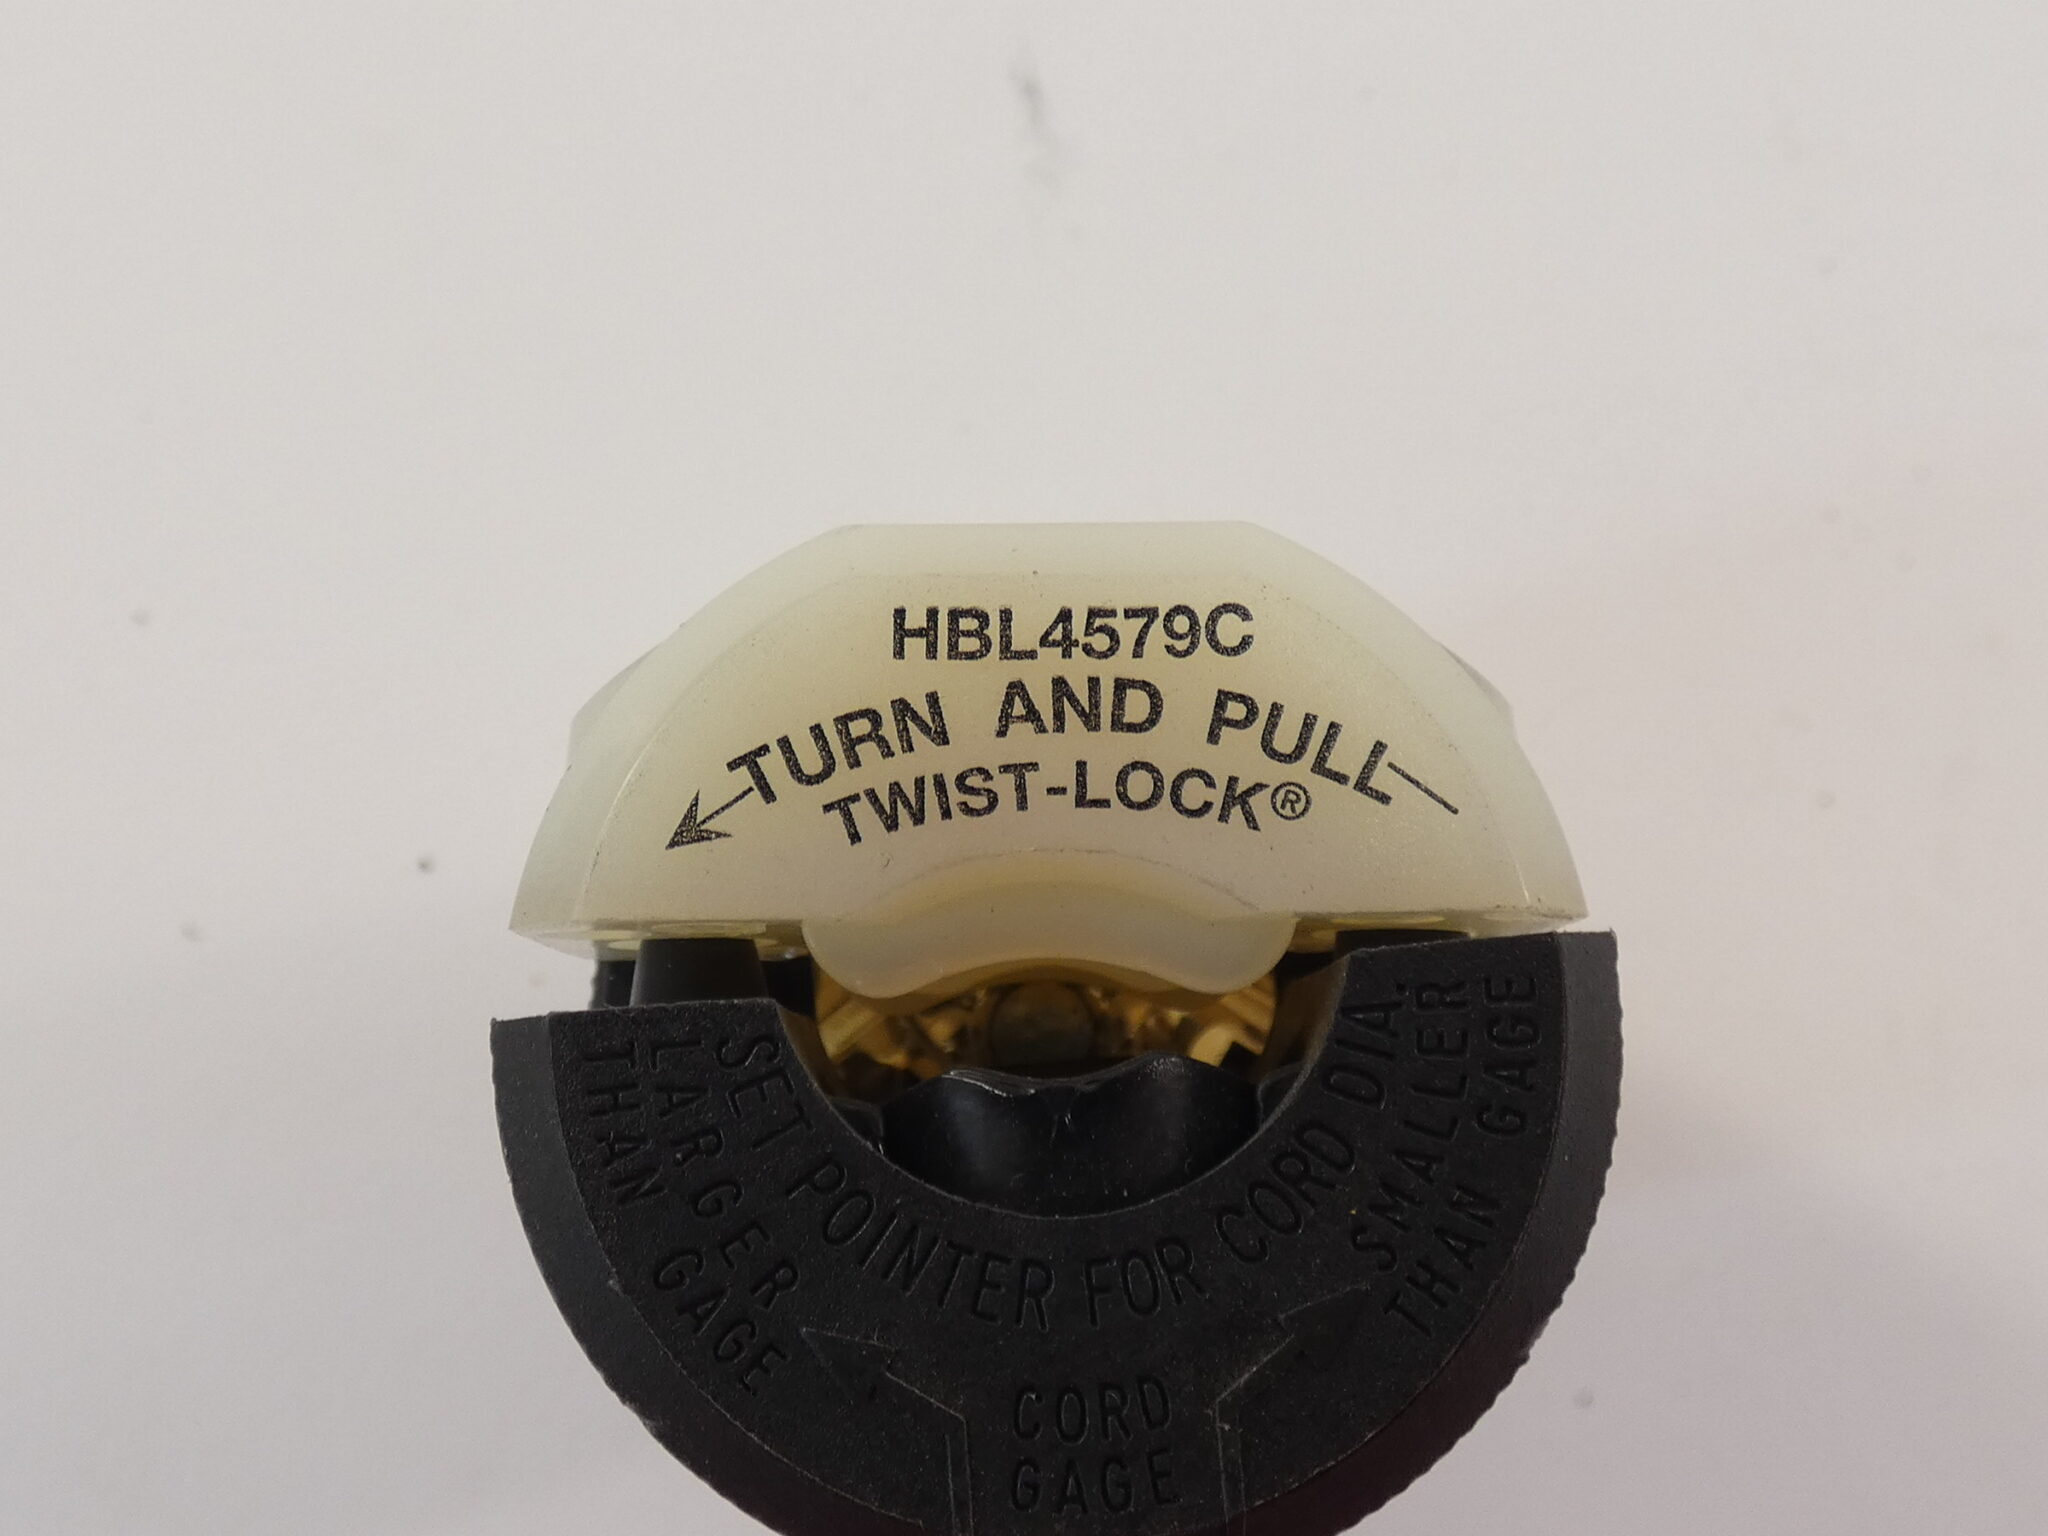 HBL4579C
TURN AND PULL
TWIST-LOCK®
SET POINTER FOR CORD DIA.
LARGER
THAN GAGE
SMALLER
THAN GAGE
CORD
GAGE